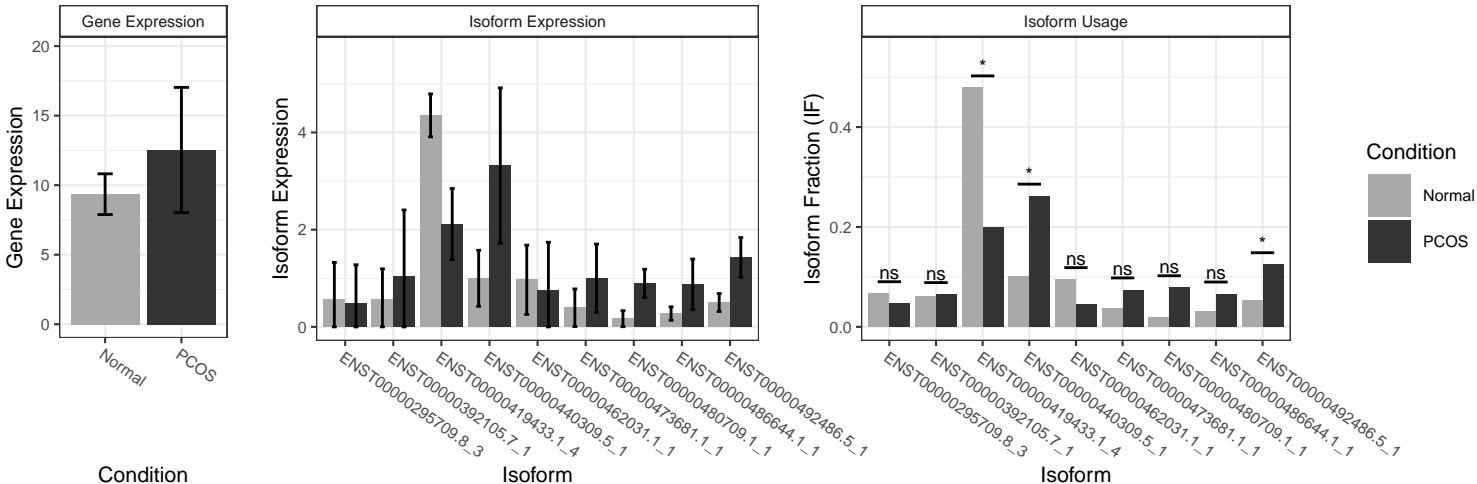 Gene Expression
Gene Expression
20
15
10
5
0
Normal
PCOS
Condition
Isoform Expression
Isoform Expression
4
2
0
ENST00000295709.8_3
ENST00000392105.7_1
ENST00000419433.1_4
ENST00000440309.5_1
ENST00000462031.1_1
ENST00000473681.1_1
ENST00000480709.1_1
ENST00000486644.1_1
ENST00000492486.5_1
Isoform
Isoform Usage
Isoform Fraction (IF)
0.4
0.2
0.0
ns
ns
*
*
ns
ns
ns
ns
*
ENST00000295709.8_3
ENST00000392105.7_1
ENST00000419433.1_4
ENST00000440309.5_1
ENST00000462031.1_1
ENST00000473681.1_1
ENST00000480709.1_1
ENST00000486644.1_1
ENST00000492486.5_1
Isoform
Condition
Normal
PCOS